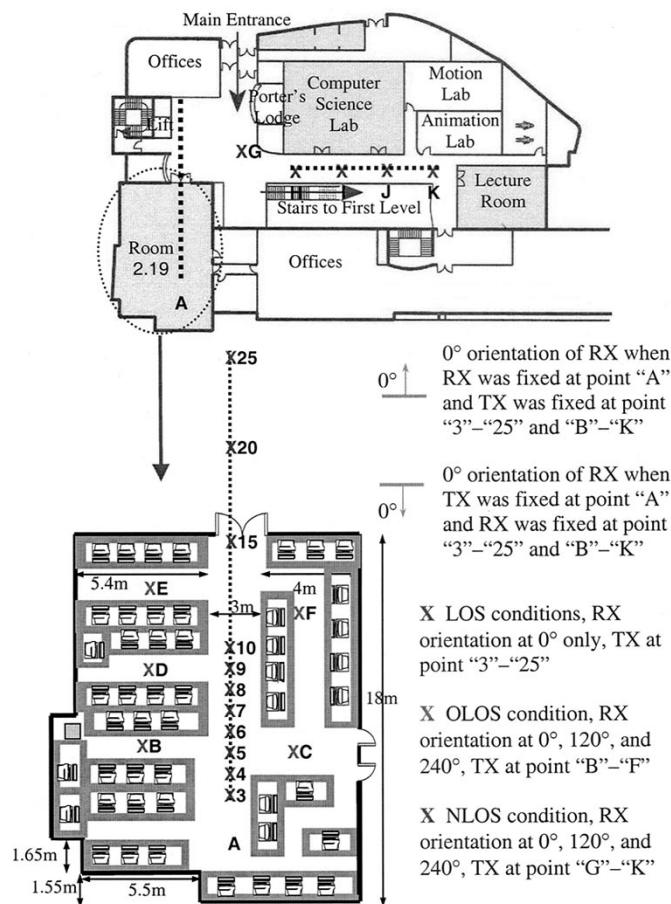 Main Entrance
Offices
Porter's
Lodge
Computer
Science
Lab
Motion
Lab
Animation
Lab
Lift
XG
X X X X
H J K
Lecture
Room
Stairs to First Level
Room
2.19
Offices
A
X25
0° orientation of RX when
RX was fixed at point “A”
and TX was fixed at point
“3”–“25” and “B”–“K”
0°
X20
0° orientation of RX when
TX was fixed at point “A”
and RX was fixed at point
“3”–“25” and “B”–“K”
0°
X15
5.4m
4m
XE
3m
XF
X10
X9
XD
X8
X7
X6
XB
X5
XC
X4
X3
A
18m
1.65m
1.55m
5.5m
X LOS conditions, RX
orientation at 0° only, TX at
point “3”–“25”
X OLOS condition, RX
orientation at 0°, 120°, and
240°, TX at point “B”–“F”
X NLOS condition, RX
orientation at 0°, 120°, and
240°, TX at point “G”–“K”